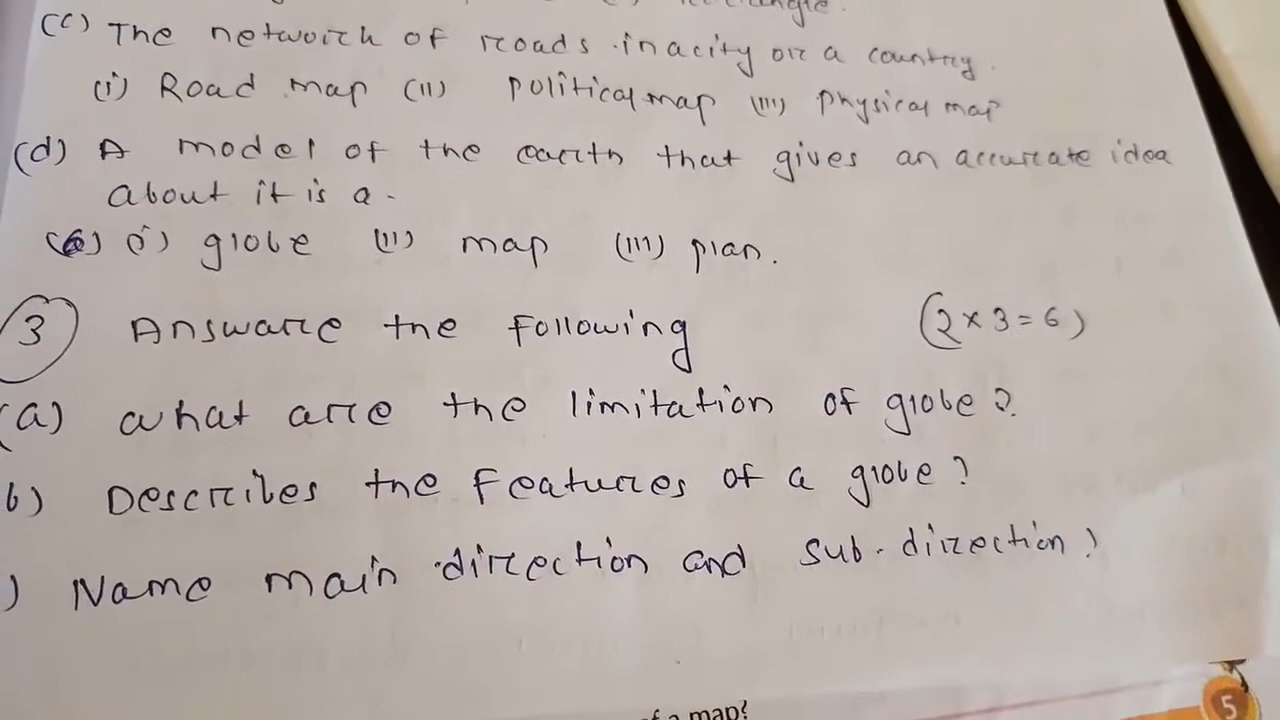 rectangle.
(c) The network of roads in a city or a country.
(i) Road map (ii) political map (iii) physical map
(d) A model of the earth that gives an accurate idea
about it is a -
(i) globe (ii) map (iii) plan.
3 Answare the following (2 x 3 = 6)
(a) what are the limitation of globe?
b) Describes the features of a globe?
) Name main direction and sub-direction?
of a map?
5